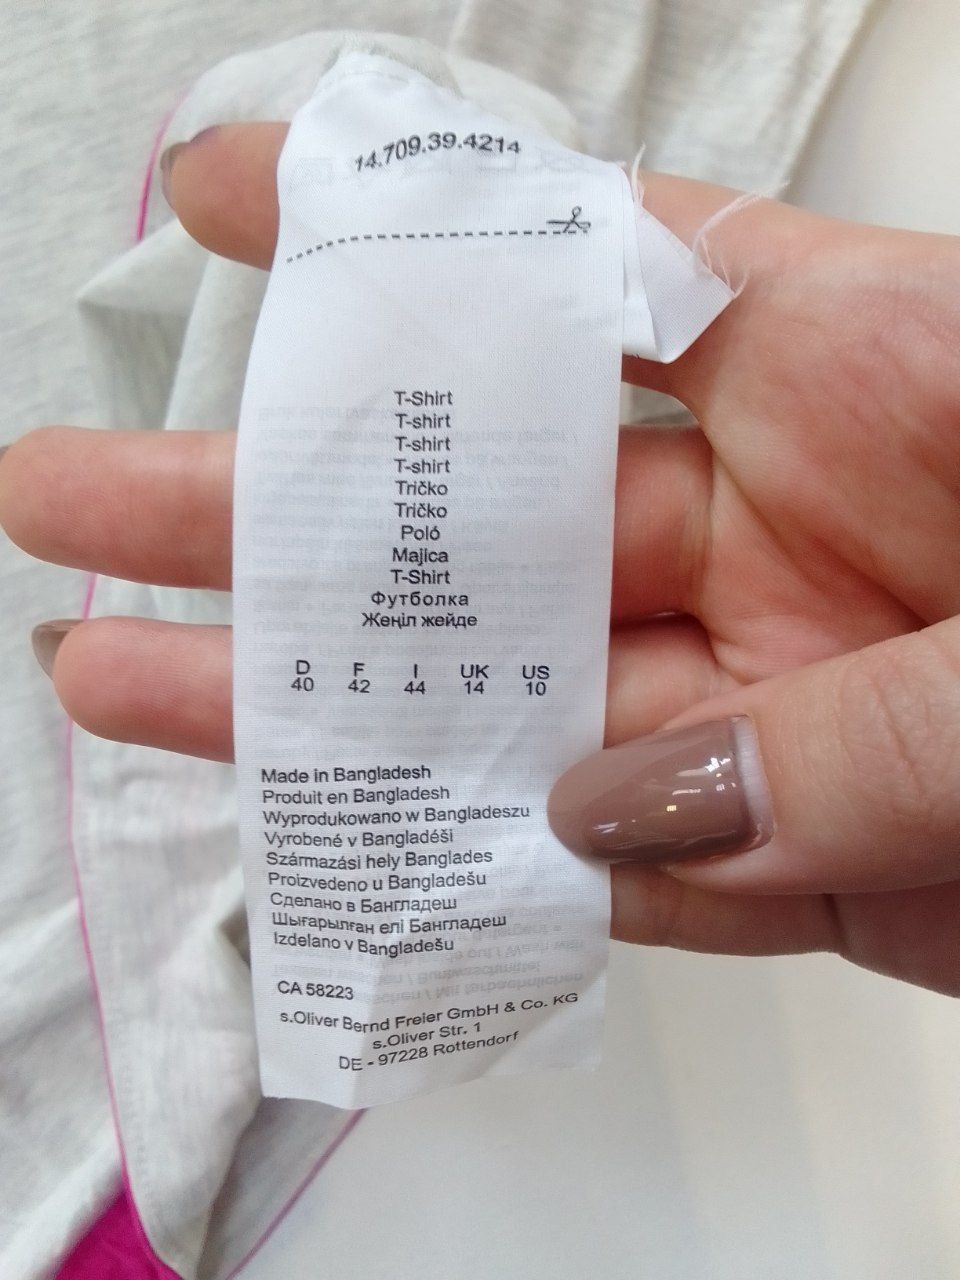 14.709.39.4214
T-Shirt
T-shirt
T-shirt
T-shirt
Tričko
Tričko
Poló
Majica
T-Shirt
Футболка
Жеңіл жейде
D F I UK US
40 42 44 14 10
Made in Bangladesh
Produit en Bangladesh
Wyprodukowano w Bangladeszu
Vyrobené v Bangladéši
Származási hely Banglades
Proizvedeno u Bangladešu
Сделано в Бангладеш
Шығарылған елі Бангладеш
Izdelano v Bangladešu
CA 58223
s.Oliver Bernd Freier GmbH & Co. KG
s.Oliver Str. 1
DE - 97228 Rottendorf